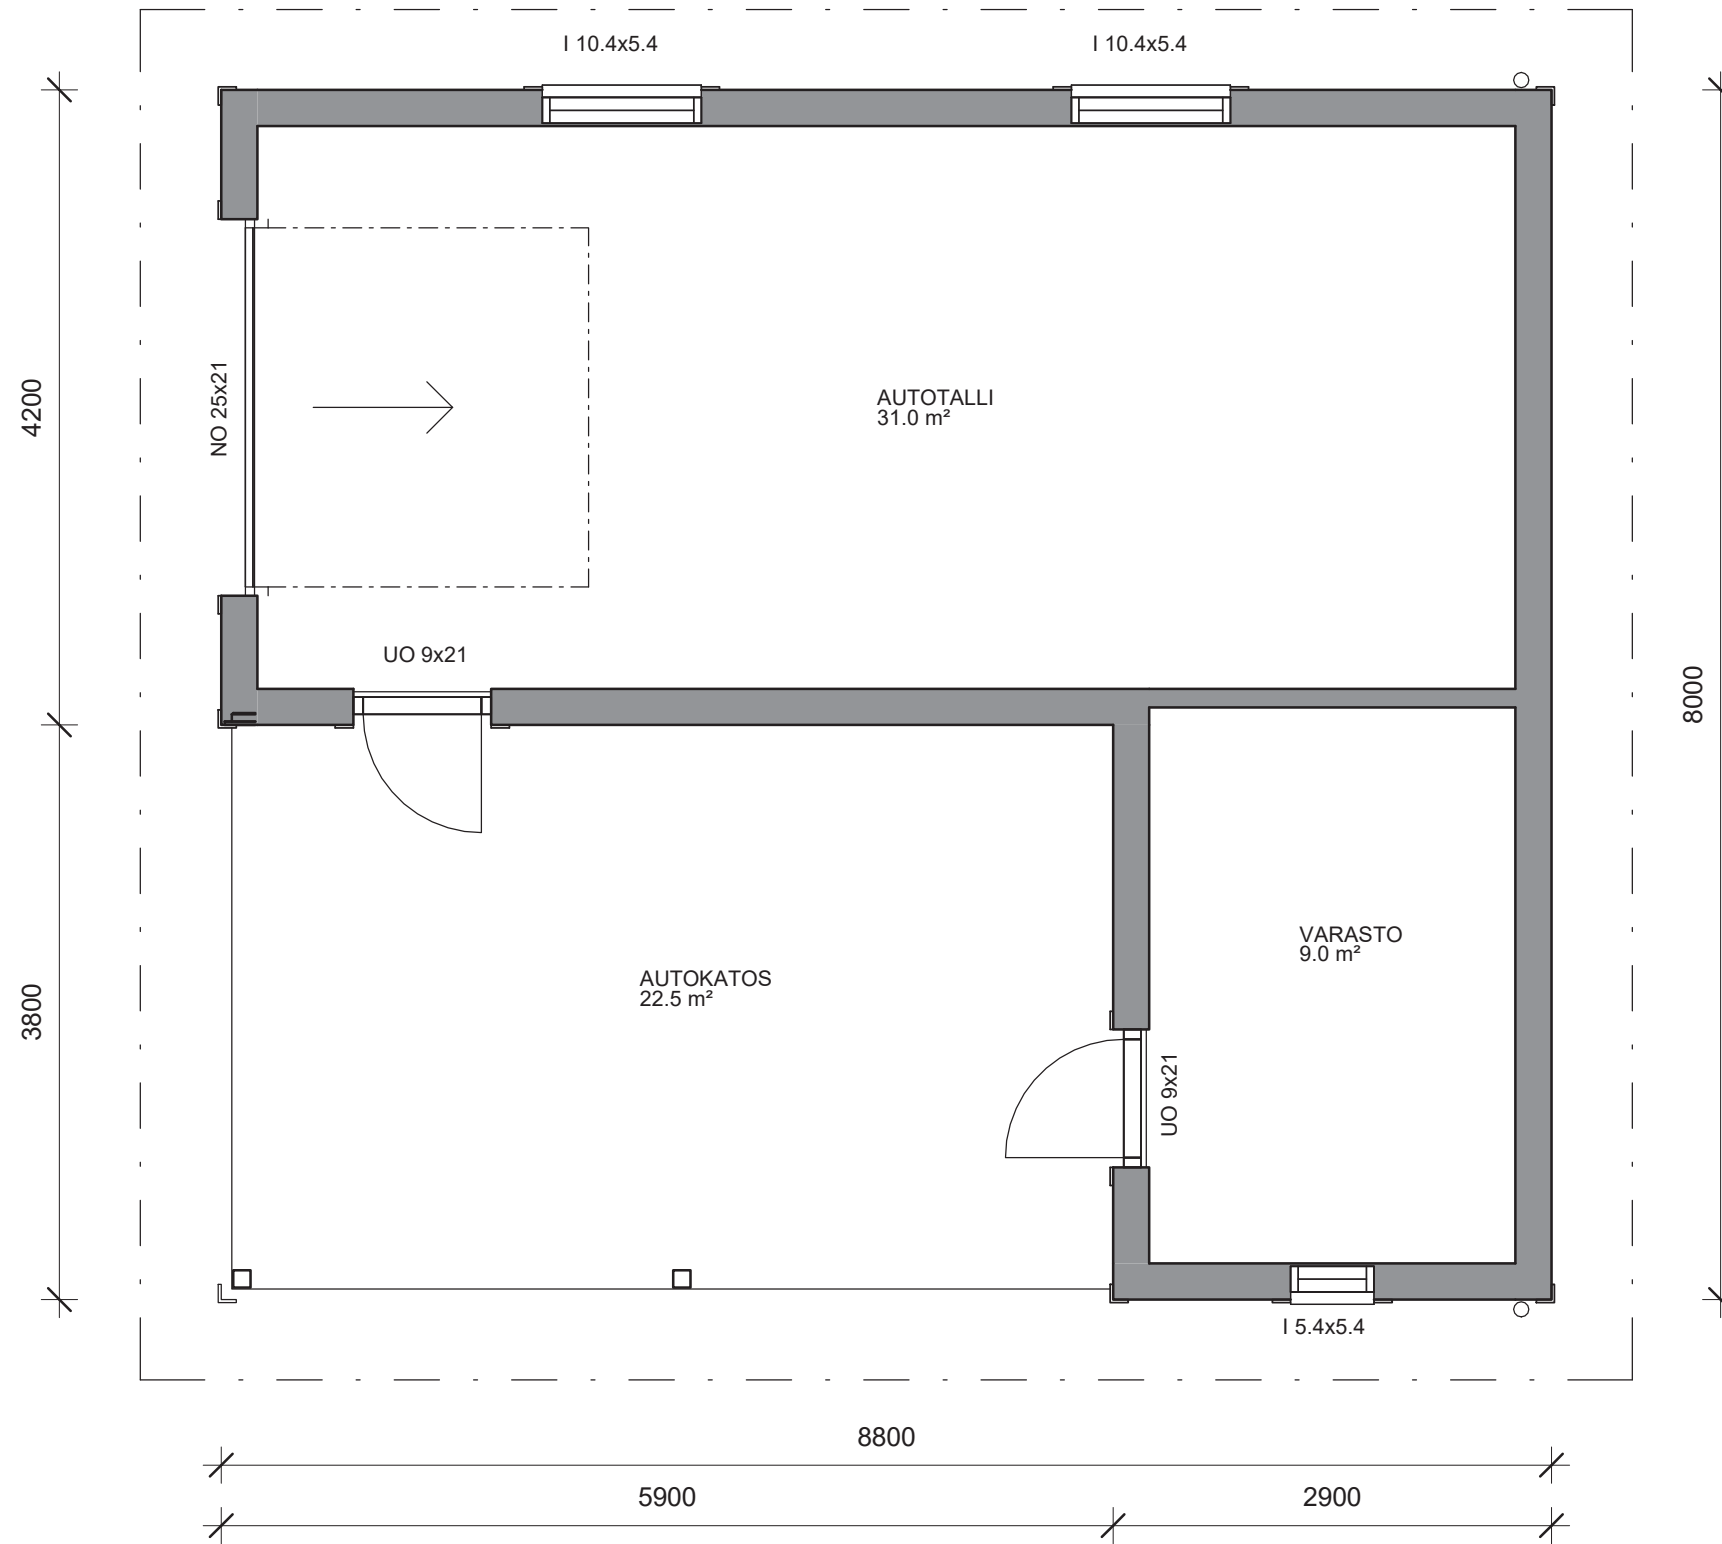 I 10.4x5.4
I 10.4x5.4
4200
NO 25x21
AUTOTALLI
31.0 m²
UO 9x21
8000
VARASTO
9.0 m²
AUTOKATOS
22.5 m²
3800
UO 9x21
I 5.4x5.4
8800
5900
2900